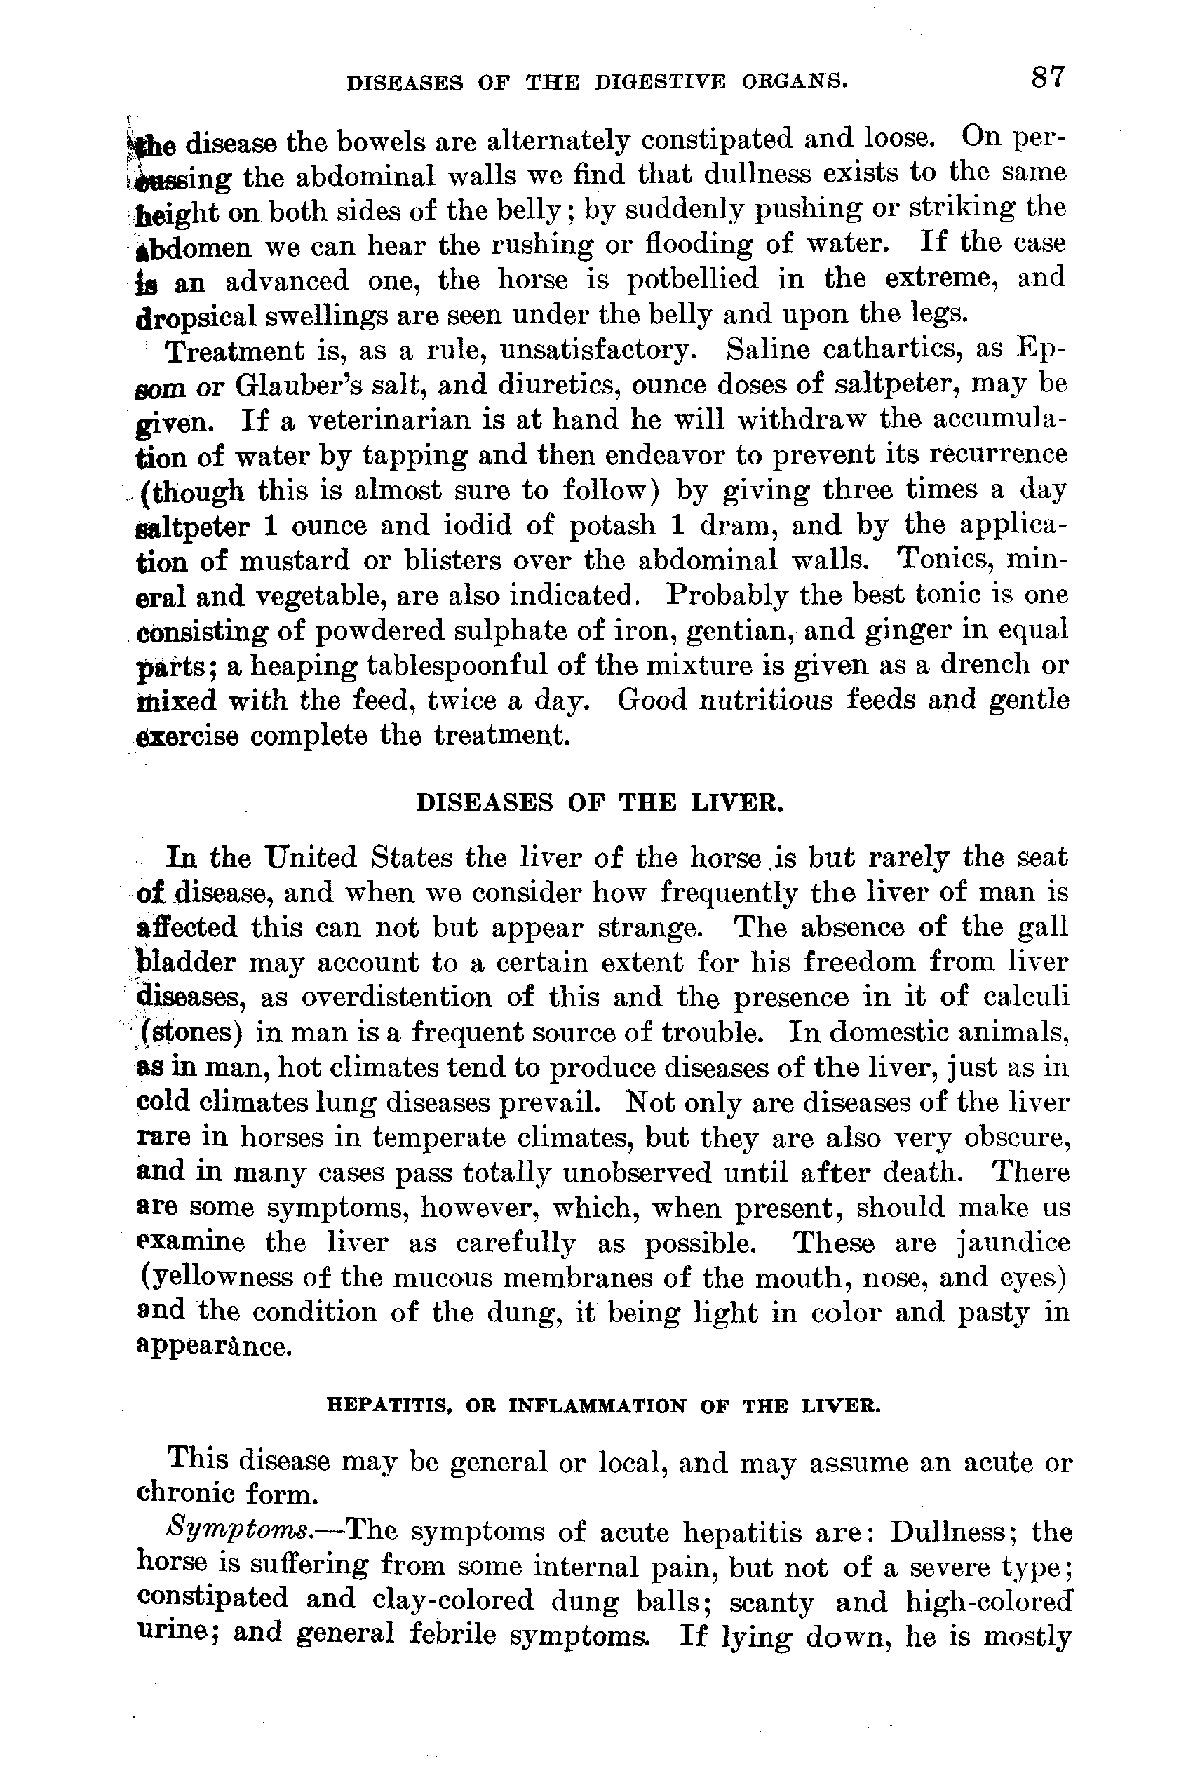 DISEASES OF THE DIGESTIVE ORGANS. 87
the disease the bowels are alternately constipated and loose. On per-
cussing the abdominal walls we find that dullness exists to the same
height on both sides of the belly; by suddenly pushing or striking the
abdomen we can hear the rushing or flooding of water. If the case
is an advanced one, the horse is potbellied in the extreme, and
dropsical swellings are seen under the belly and upon the legs.
Treatment is, as a rule, unsatisfactory. Saline cathartics, as Ep-
som or Glauber's salt, and diuretics, ounce doses of saltpeter, may be
given. If a veterinarian is at hand he will withdraw the accumula-
tion of water by tapping and then endeavor to prevent its recurrence
(though this is almost sure to follow) by giving three times a day
saltpeter 1 ounce and iodid of potash 1 dram, and by the applica-
tion of mustard or blisters over the abdominal walls. Tonics, min-
eral and vegetable, are also indicated. Probably the best tonic is one
consisting of powdered sulphate of iron, gentian, and ginger in equal
parts; a heaping tablespoonful of the mixture is given as a drench or
mixed with the feed, twice a day. Good nutritious feeds and gentle
exercise complete the treatment.
DISEASES OF THE LIVER.
In the United States the liver of the horse is but rarely the seat
of disease, and when we consider how frequently the liver of man is
affected this can not but appear strange. The absence of the gall
bladder may account to a certain extent for his freedom from liver
diseases, as overdistention of this and the presence in it of calculi
(stones) in man is a frequent source of trouble. In domestic animals,
as in man, hot climates tend to produce diseases of the liver, just as in
cold climates lung diseases prevail. Not only are diseases of the liver
rare in horses in temperate climates, but they are also very obscure,
and in many cases pass totally unobserved until after death. There
are some symptoms, however, which, when present, should make us
examine the liver as carefully as possible. These are jaundice
(yellowness of the mucous membranes of the mouth, nose, and eyes)
and the condition of the dung, it being light in color and pasty in
appearance.
HEPATITIS, OR INFLAMMATION OF THE LIVER.
This disease may be general or local, and may assume an acute or
chronic form.
Symptoms.—The symptoms of acute hepatitis are: Dullness; the
horse is suffering from some internal pain, but not of a severe type;
constipated and clay-colored dung balls; scanty and high-colored
urine; and general febrile symptoms. If lying down, he is mostly